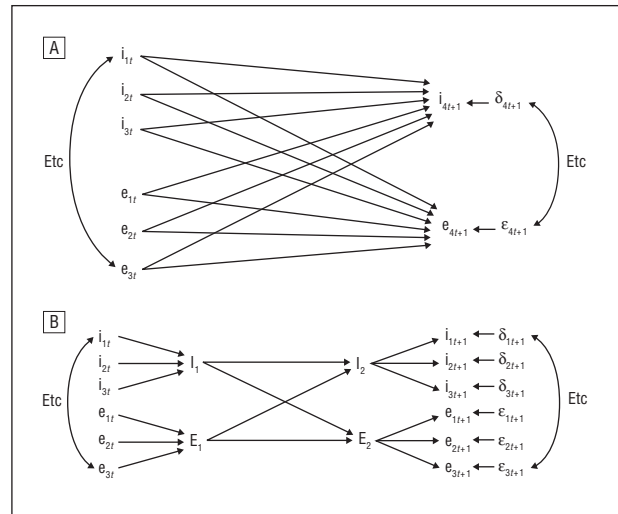 A
i1t
i2t
i3t
i4t+1 δ4t+1
Etc Etc
e1t
e2t
e4t+1 ε4t+1
e3t
B
i1t i1t+1 δ1t+1
i2t I1 I2 i2t+1 δ2t+1
i3t i3t+1 δ3t+1
Etc Etc
e1t e1t+1 ε1t+1
e2t E1 E2 e2t+1 ε2t+1
e3t e3t+1 ε3t+1